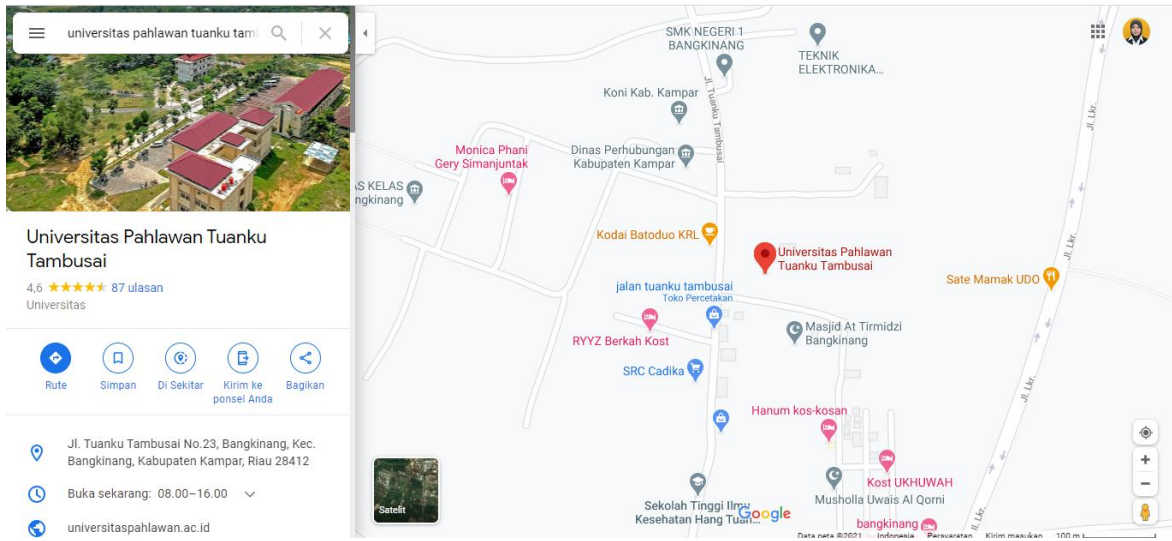 universitas pahlawan tuanku tam
Universitas Pahlawan Tuanku
Tambusai
4,6 87 ulasan
Universitas
Rute
Simpan
Di Sekitar
Kirim ke
ponsel Anda
Bagikan
Jl. Tuanku Tambusai No.23, Bangkinang, Kec.
Bangkinang, Kabupaten Kampar, Riau 28412
Buka sekarang: 08.00–16.00
universitaspahlawan.ac.id
SMK NEGERI 1
BANGKINANG
TEKNIK
ELEKTRONIKA...
Koni Kab. Kampar
Jl. Tuanku Tambusai
Jl. Lkr.
Monica Phani
Gery Simanjuntak
Dinas Perhubungan
Kabupaten Kampar
AS KELAS
ngkinang
Kodai Batoduo KRL
Universitas Pahlawan
Tuanku Tambusai
Jl. Lkr.
Sate Mamak UDO
jalan tuanku tambusai
Toko Percetakan
RYYZ Berkah Kost
Masjid At Tirmidzi
Bangkinang
SRC Cadika
Jl. Lkr.
Hanum kos-kosan
Kost UKHUWAH
Musholla Uwais Al Qorni
Sekolah Tinggi Ilmu
Kesehatan Hang Tuah...
Jl. Lkr.
bangkinang
Satelit
Google
Data peta ©2021 Indonesia Persyaratan Kirim masukan 100 m